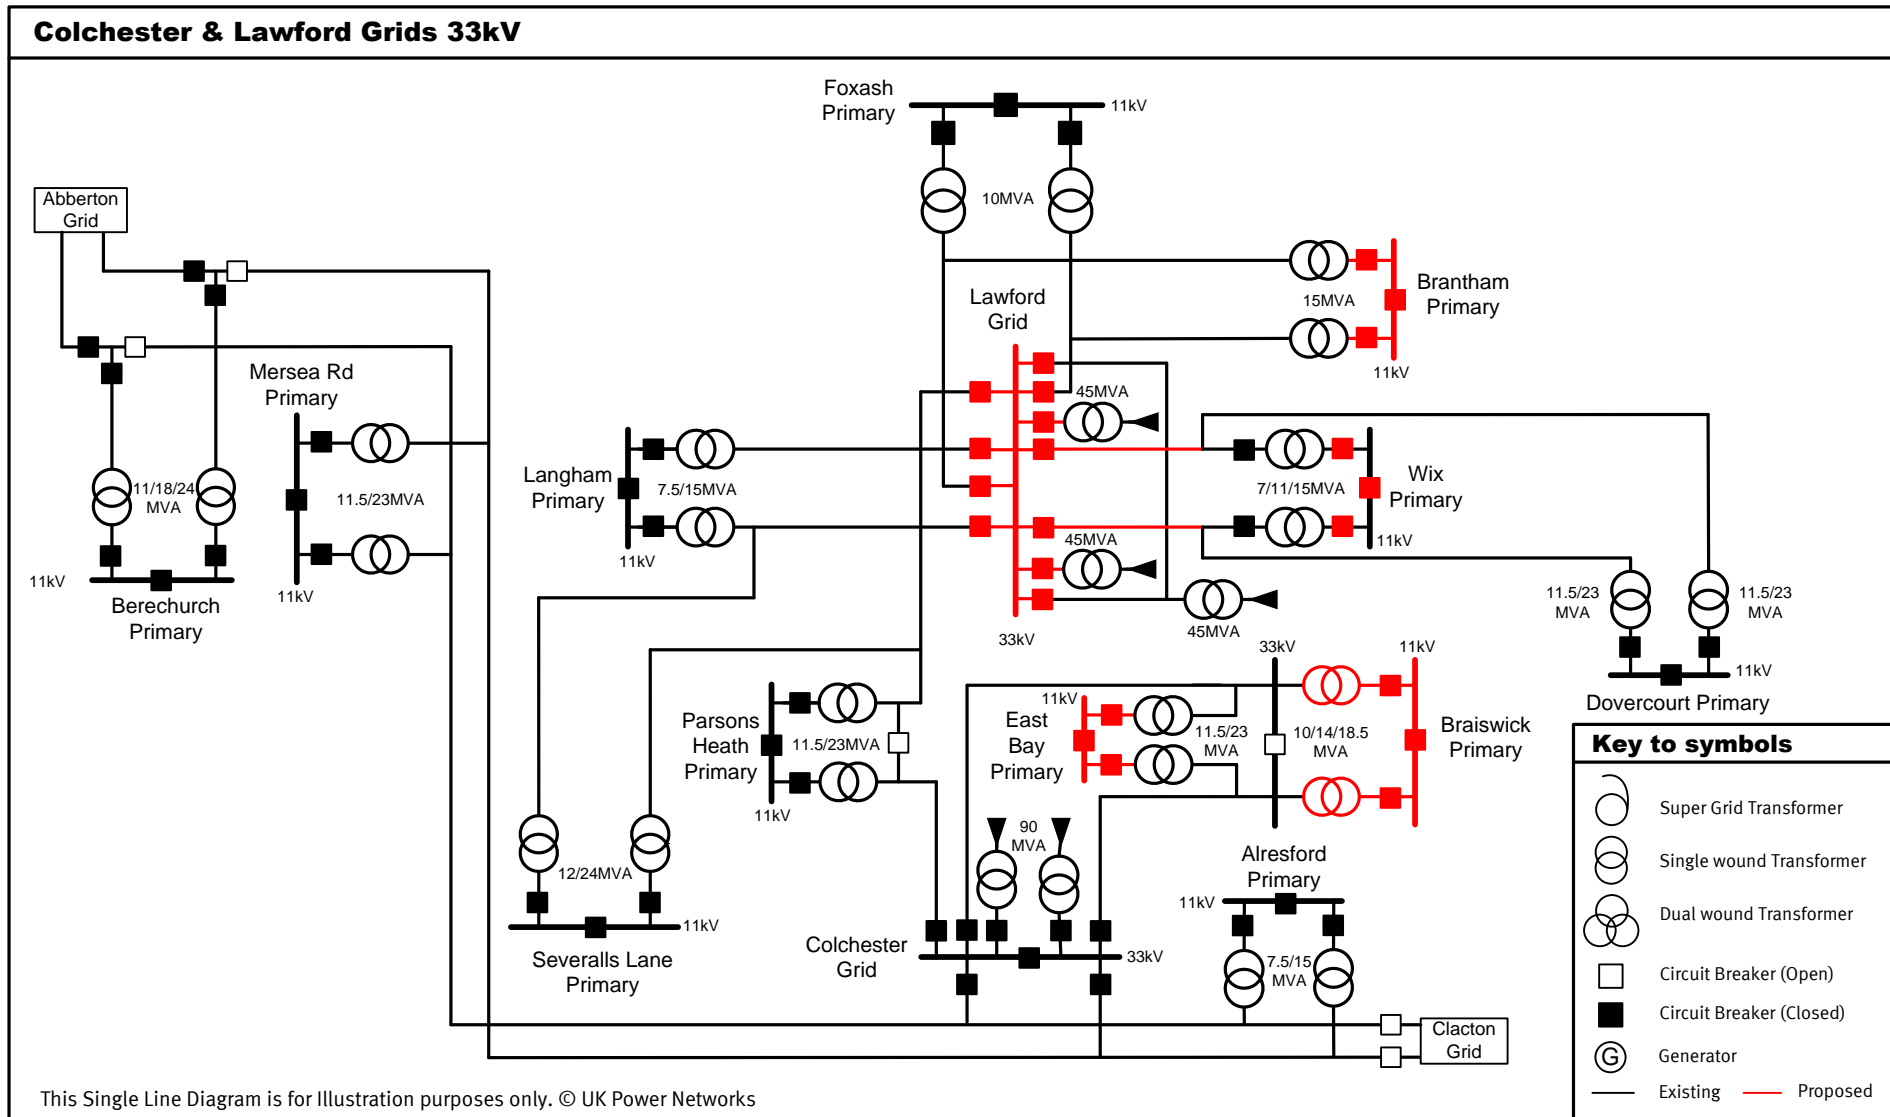 Colchester & Lawford Grids 33kV
Foxash
Primary
11kV
10MVA
Abberton
Grid
Brantham
Primary
15MVA
11kV
Lawford
Grid
Mersea Rd
Primary
11.5/23MVA
11kV
11/18/24
MVA
11kV
Berechurch
Primary
Langham
Primary
7.5/15MVA
11kV
45MVA
45MVA
45MVA
33kV
7/11/15MVA
Wix
Primary
11kV
11.5/23
MVA
11.5/23
MVA
11kV
Dovercourt Primary
Parsons
Heath
Primary
11.5/23MVA
11kV
11kV
East
Bay
Primary
11.5/23
MVA
33kV
11kV
10/14/18.5
MVA
Braiswick
Primary
12/24MVA
11kV
Severalls Lane
Primary
90
MVA
Colchester
Grid
33kV
Alresford
Primary
11kV
7.5/15
MVA
Clacton
Grid
Key to symbols
Super Grid Transformer
Single wound Transformer
Dual wound Transformer
Circuit Breaker (Open)
Circuit Breaker (Closed)
G Generator
Existing Proposed
This Single Line Diagram is for Illustration purposes only. © UK Power Networks